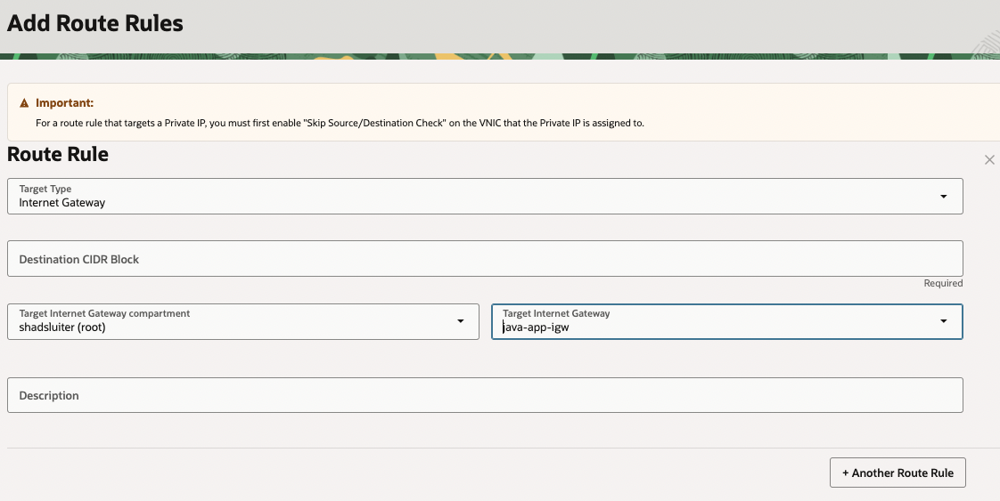 Add Route Rules
Important:
For a route rule that targets a Private IP, you must first enable "Skip Source/Destination Check" on the VNIC that the Private IP is assigned to.
Route Rule
Target Type
Internet Gateway
Destination CIDR Block
Required
Target Internet Gateway compartment
shadsluiter (root)
Target Internet Gateway
java-app-igw
Description
+ Another Route Rule